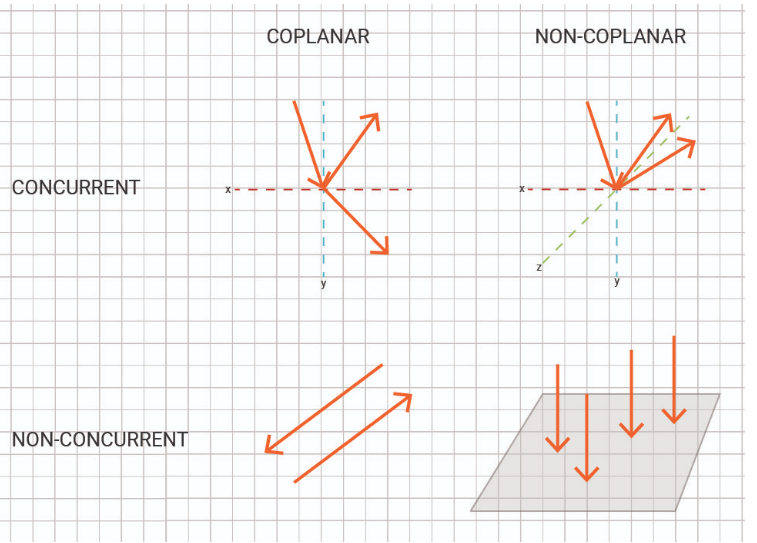 COPLANAR
NON-COPLANAR
CONCURRENT
x
y
x
z
y
NON-CONCURRENT